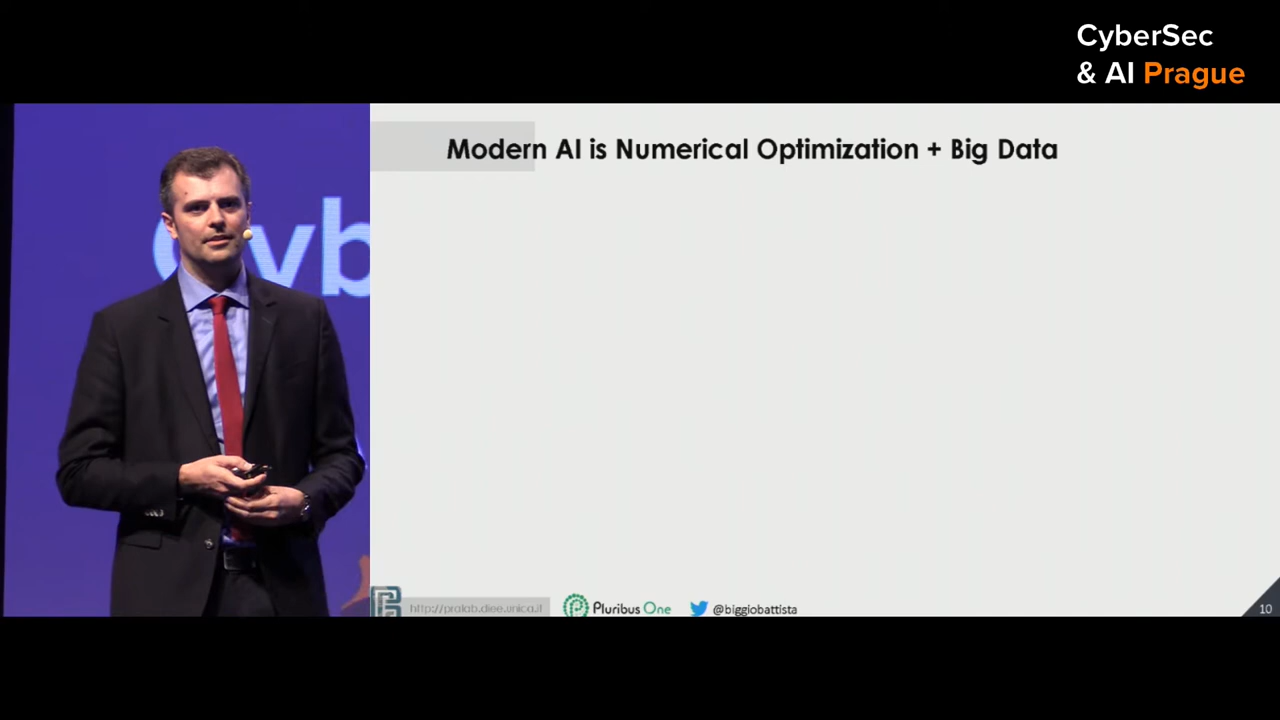 CyberSec
& AI Prague
Modern AI is Numerical Optimization + Big Data
Cyb
http://pralab.diee.unica.it
Pluribus One
@biggiobattista
10